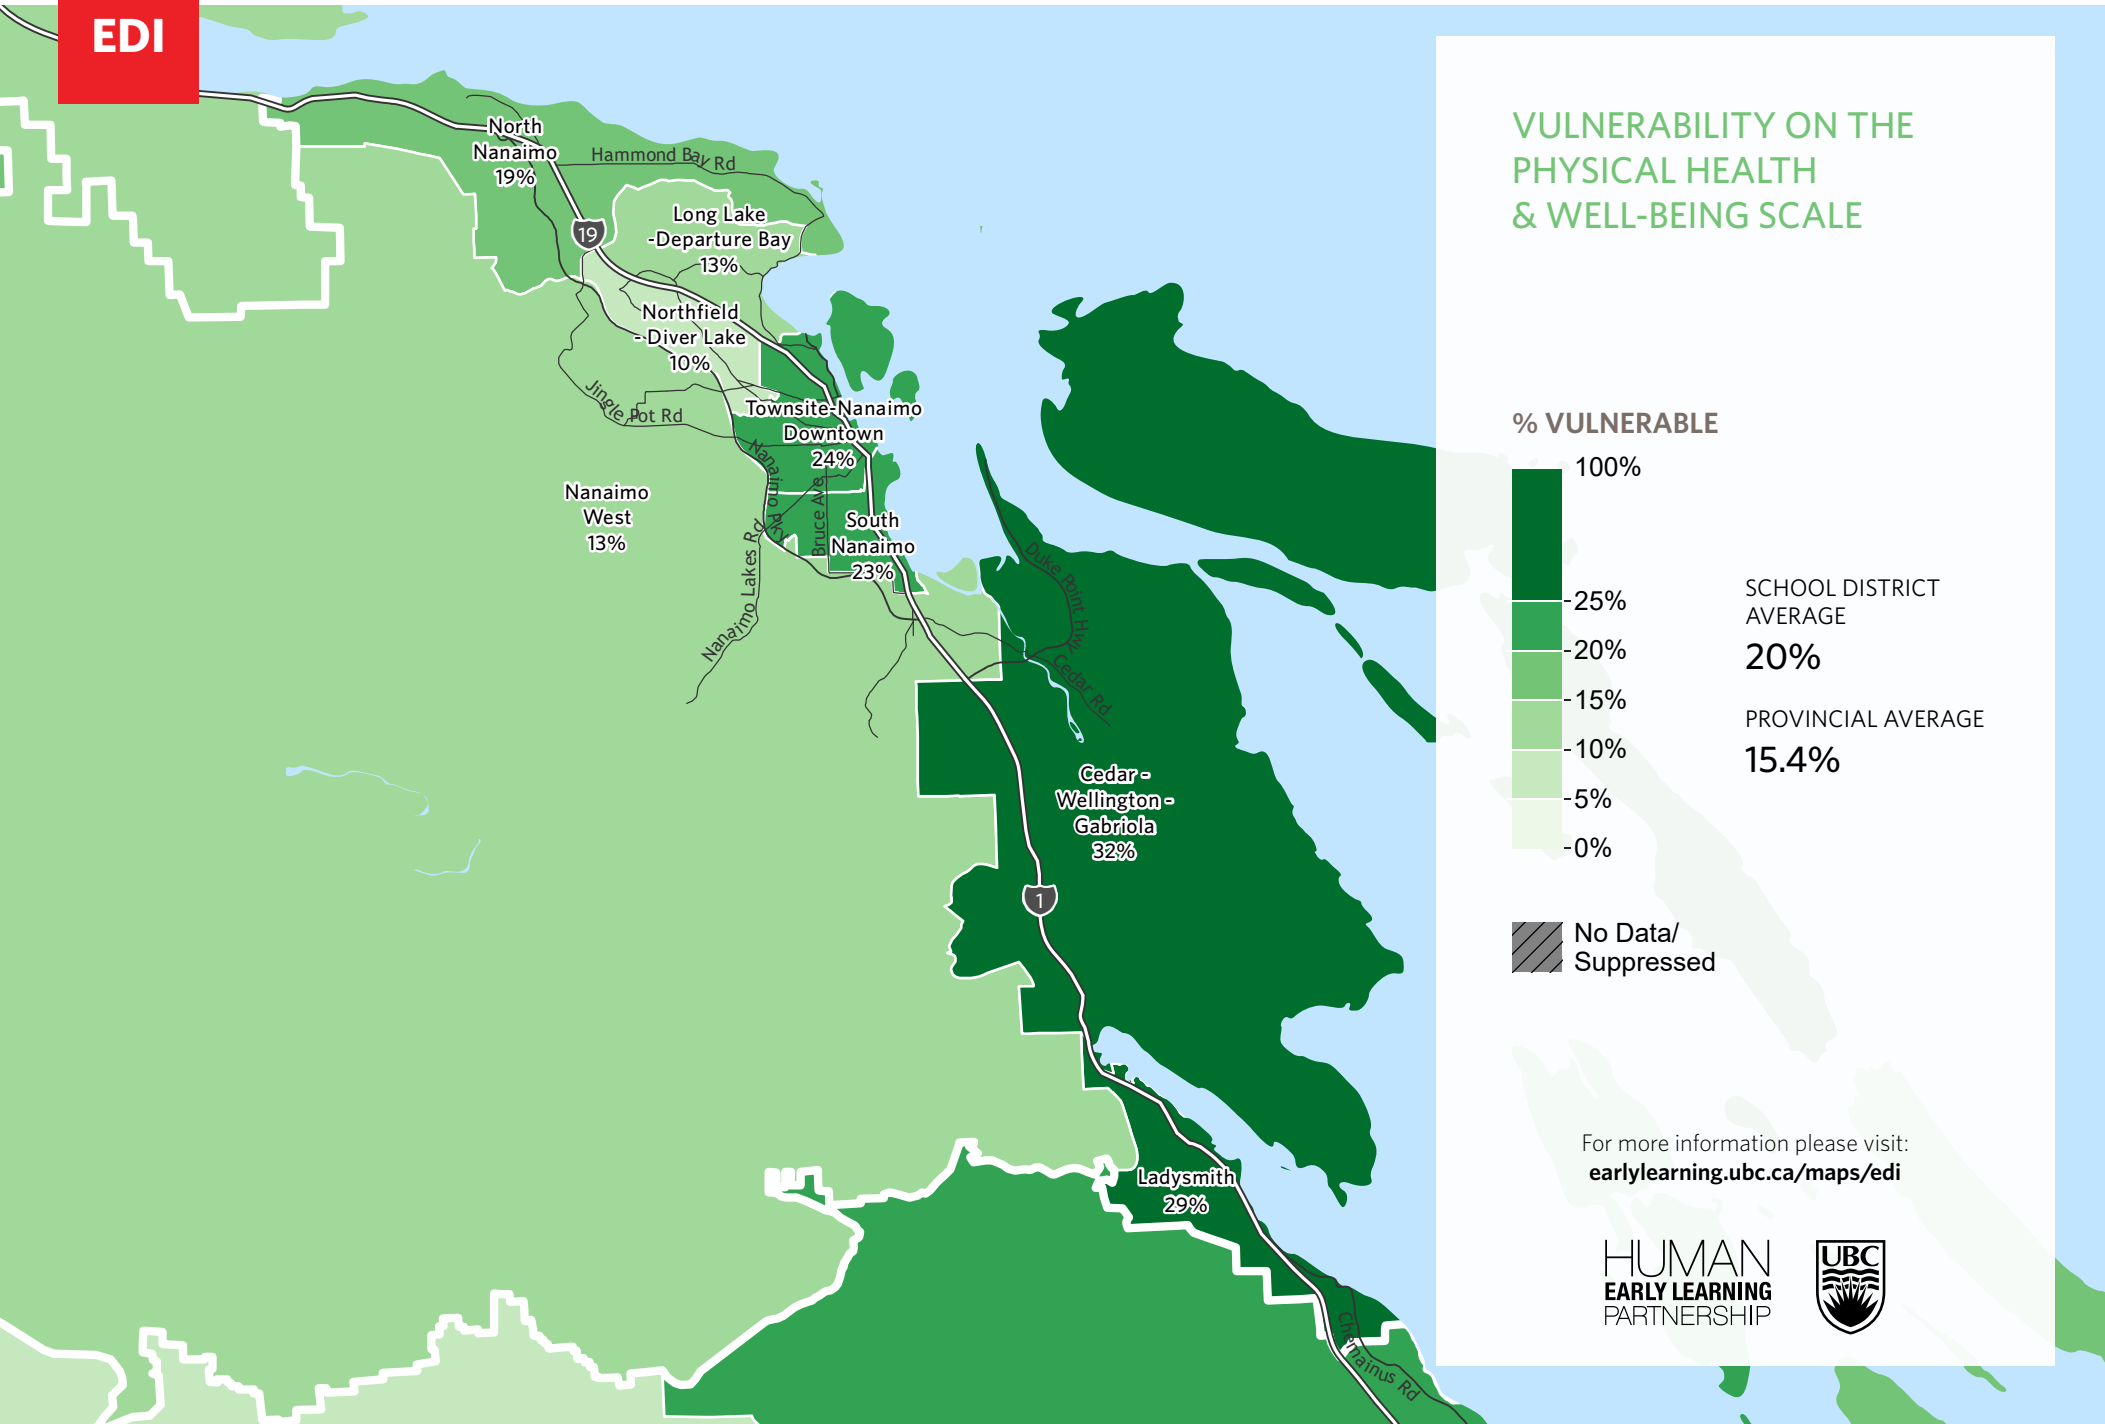 EDI
North
Nanaimo
19%
Hammond Bay Rd
19
Long Lake
-Departure Bay
13%
Northfield
- Diver Lake
10%
Jingle Pot Rd
Townsite-Nanaimo
Downtown
24%
Nanaimo Pky
Bruce Ave
Nanaimo
West
13%
South
Nanaimo
23%
Nanaimo Lakes Rd
Duke Point Hwy
Cedar Rd
Cedar -
Wellington -
Gabriola
32%
1
Ladysmith
29%
Chemainus Rd
VULNERABILITY ON THE
PHYSICAL HEALTH
& WELL-BEING SCALE
% VULNERABLE
100%
25%
20%
15%
10%
5%
0%
SCHOOL DISTRICT
AVERAGE
20%
PROVINCIAL AVERAGE
15.4%
No Data/
Suppressed
For more information please visit:
earlylearning.ubc.ca/maps/edi
HUMAN
EARLY LEARNING
PARTNERSHIP
UBC